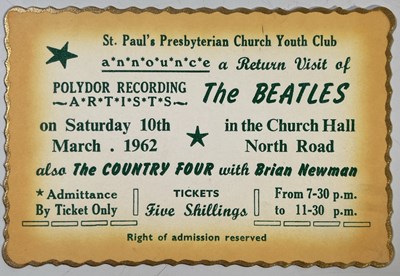 St. Paul's Presbyterian Church Youth Club
a*n*n*o*u*n*c*e a Return Visit of
POLYDOR RECORDING
~A*R*T*I*S*T*S~ The BEATLES
on Saturday 10th in the Church Hall
March . 1962 North Road
also The COUNTRY FOUR with Brian Newman
★Admittance TICKETS From 7-30 p.m.
By Ticket Only Five Shillings to 11-30 p.m.
Right of admission reserved